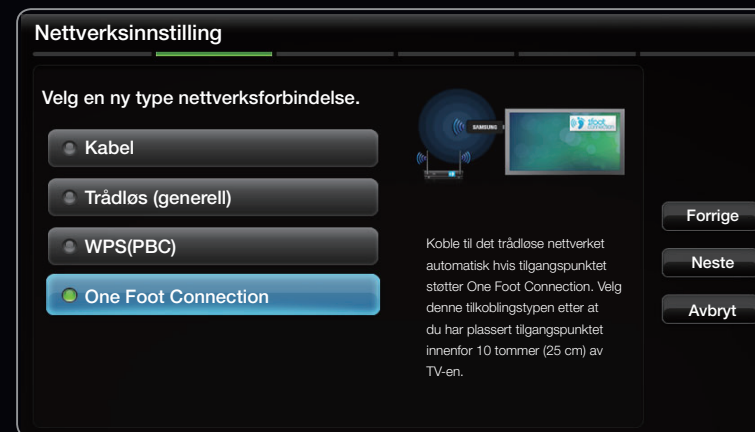 Nettverksinnstilling
Velg en ny type nettverksforbindelse.
Kabel
Trådløs (generell)
WPS(PBC)
One Foot Connection
SAMSUNG
Koble til det trådløse nettverket
automatisk hvis tilgangspunktet
støtter One Foot Connection. Velg
denne tilkoblingstypen etter at
du har plassert tilgangspunktet
innenfor 10 tommer (25 cm) av
TV-en.
Forrige
Neste
Avbryt